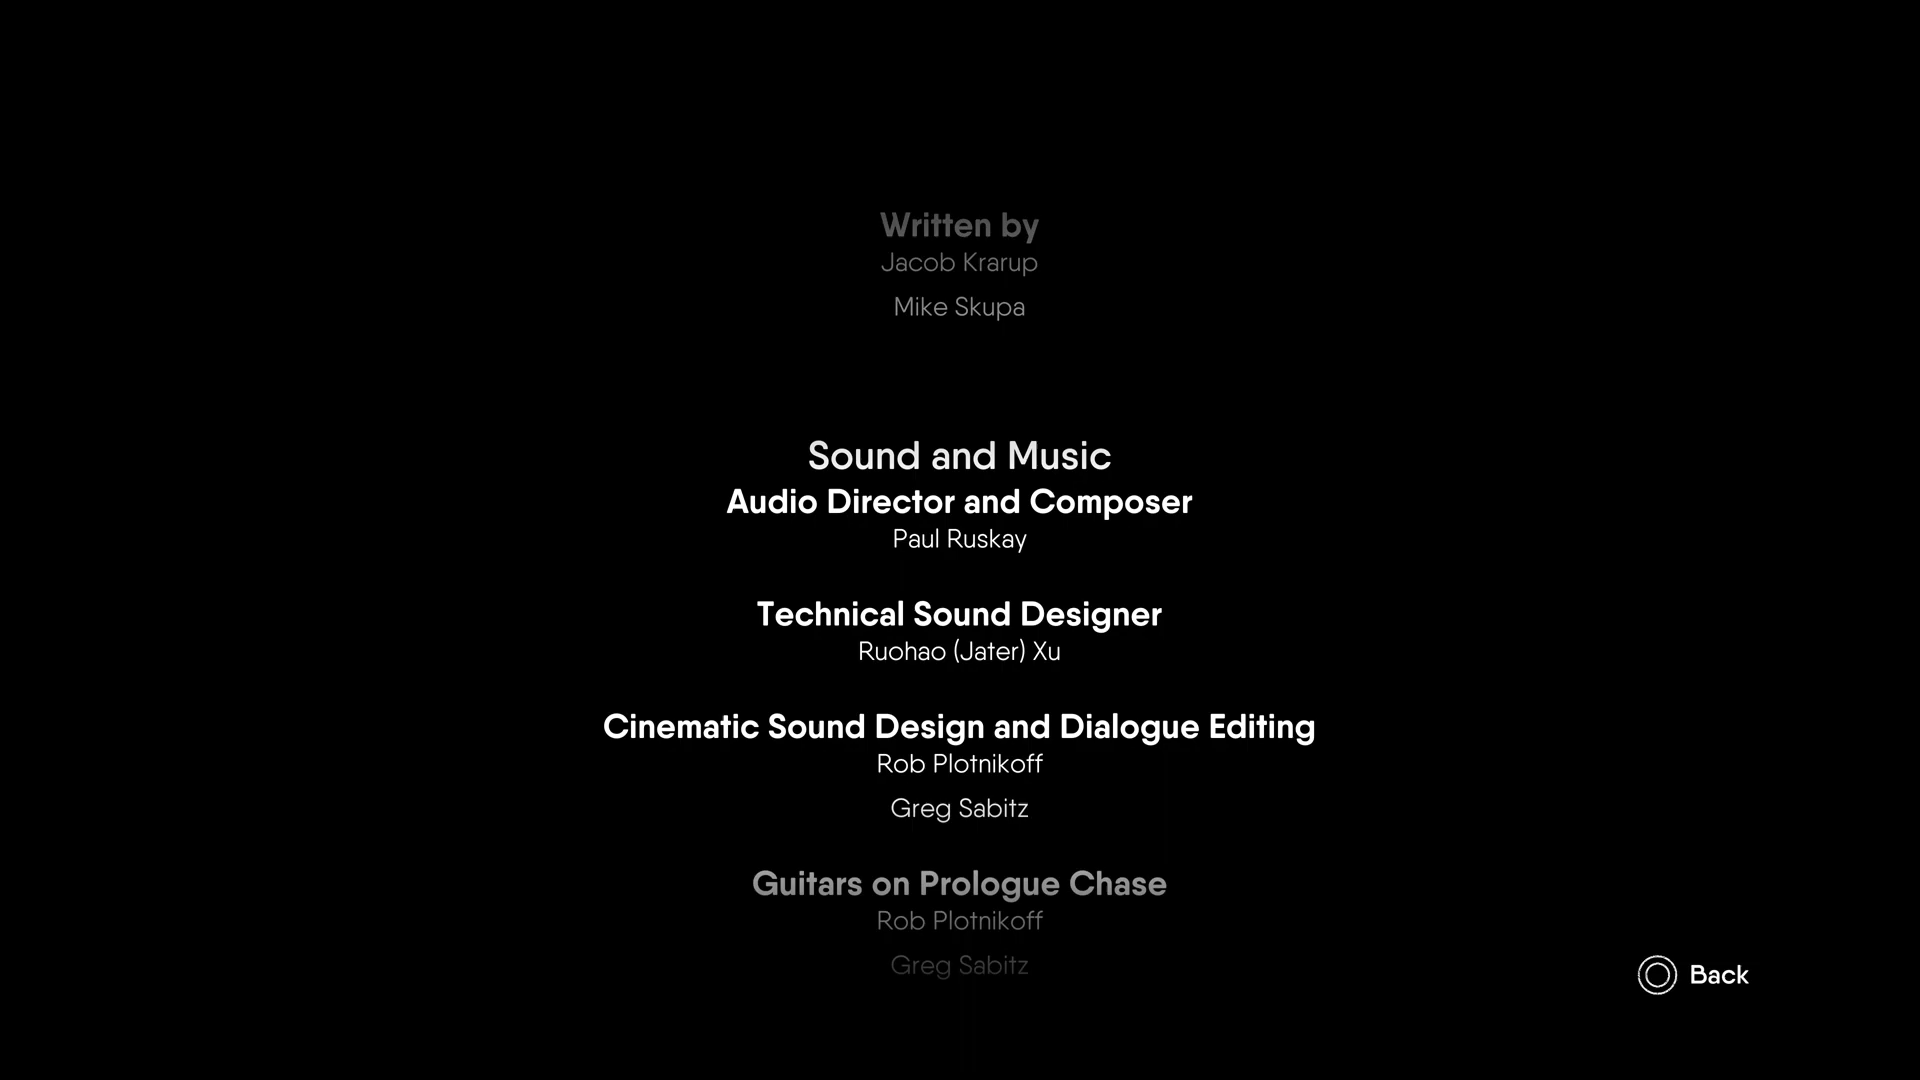 Written by
Jacob Krarup
Mike Skupa
Sound and Music
Audio Director and Composer
Paul Ruskay
Technical Sound Designer
Ruohao (Jater) Xu
Cinematic Sound Design and Dialogue Editing
Rob Plotnikoff
Greg Sabitz
Guitars on Prologue Chase
Rob Plotnikoff
Greg Sabitz
Back